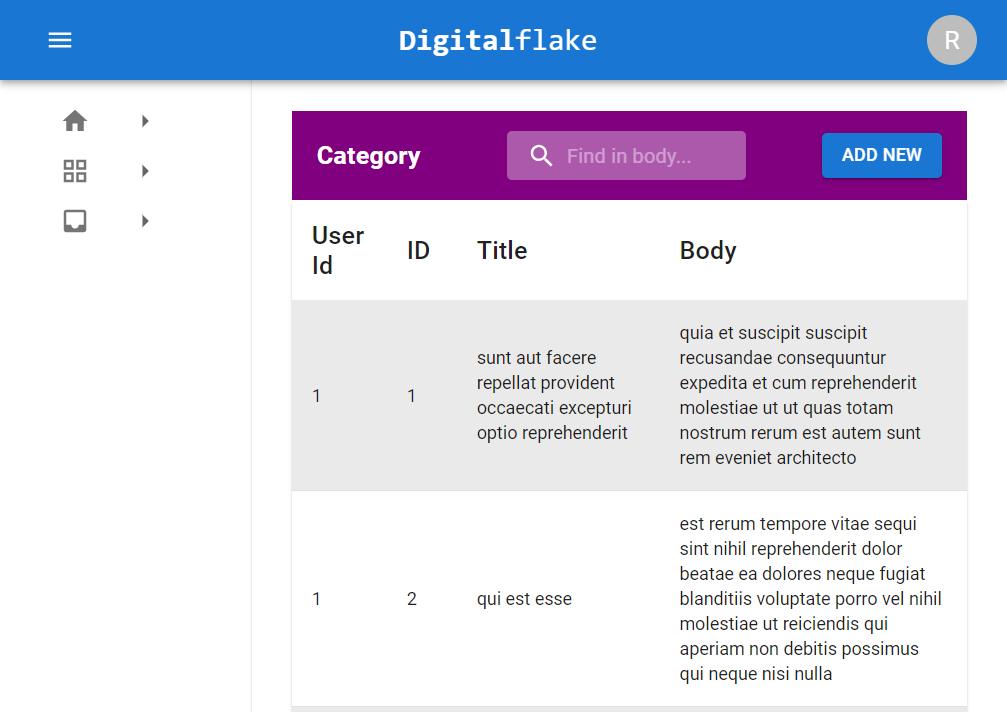 Digitalflake
R
Category
Find in body...
ADD NEW
User
Id
ID
Title
Body
1
1
sunt aut facere
repellat provident
occaecati excepturi
optio reprehenderit
quia et suscipit suscipit
recusandae consequuntur
expedita et cum reprehenderit
molestiae ut ut quas totam
nostrum rerum est autem sunt
rem eveniet architecto
1
2
qui est esse
est rerum tempore vitae sequi
sint nihil reprehenderit dolor
beatae ea dolores neque fugiat
blanditiis voluptate porro vel nihil
molestiae ut reiciendis qui
aperiam non debitis possimus
qui neque nisi nulla